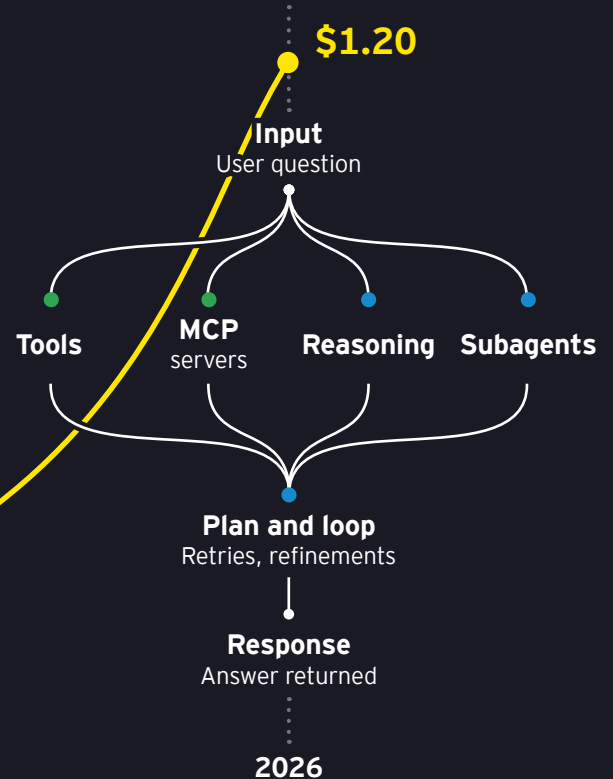 $1.20
Input
User question
Tools
MCP
servers
Reasoning
Subagents
Plan and loop
Retries, refinements
Response
Answer returned
2026